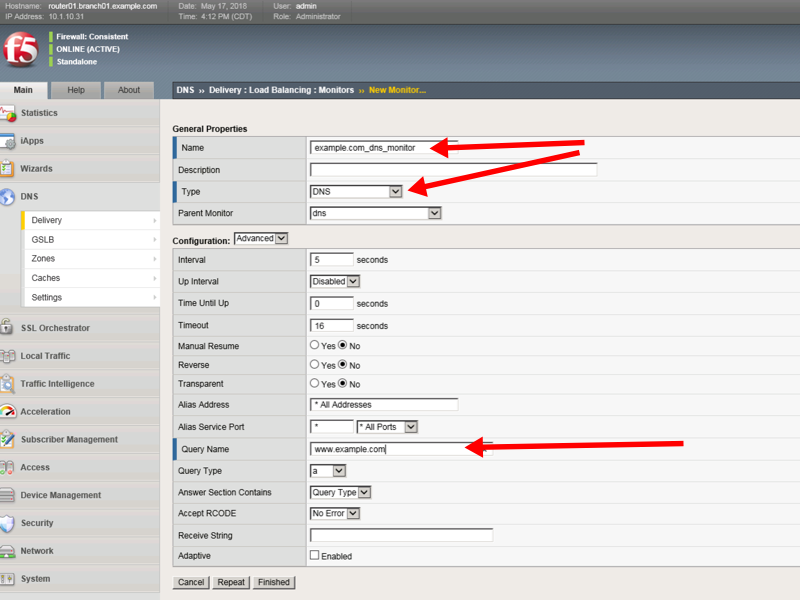 Hostname: router01.branch01.example.com Date: May 17, 2018 User: admin
IP Address: 10.1.10.31 Time: 4:12 PM (CDT) Role: Administrator
f5
Firewall: Consistent
ONLINE (ACTIVE)
Standalone
Main Help About
DNS ›› Delivery : Load Balancing : Monitors ›› New Monitor...
Statistics
iApps
Wizards
DNS
Delivery
GSLB
Zones
Caches
Settings
SSL Orchestrator
Local Traffic
Traffic Intelligence
Acceleration
Subscriber Management
Access
Device Management
Security
Network
System
General Properties
Name example.com_dns_monitor
Description
Type DNS
Parent Monitor dns
Configuration: Advanced
Interval 5 seconds
Up Interval Disabled
Time Until Up 0 seconds
Timeout 16 seconds
Manual Resume Yes No
Reverse Yes No
Transparent Yes No
Alias Address * All Addresses
Alias Service Port * * All Ports
Query Name www.example.com
Query Type a
Answer Section Contains Query Type
Accept RCODE No Error
Receive String
Adaptive Enabled
Cancel Repeat Finished